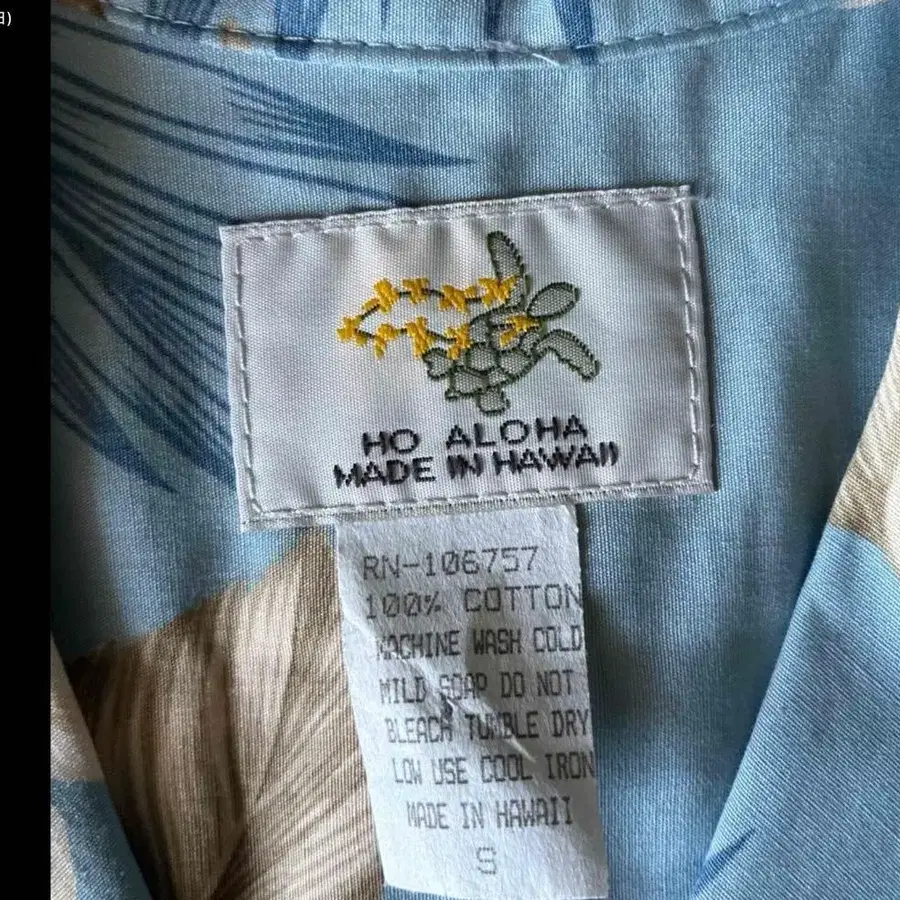 HO ALOHA
MADE IN HAWAII
RN-106757
100% COTTON
MACHINE WASH COLD
MILD SOAP DO NOT
BLEACH TUMBLE DRY
LOW USE COOL IRON
MADE IN HAWAII
S